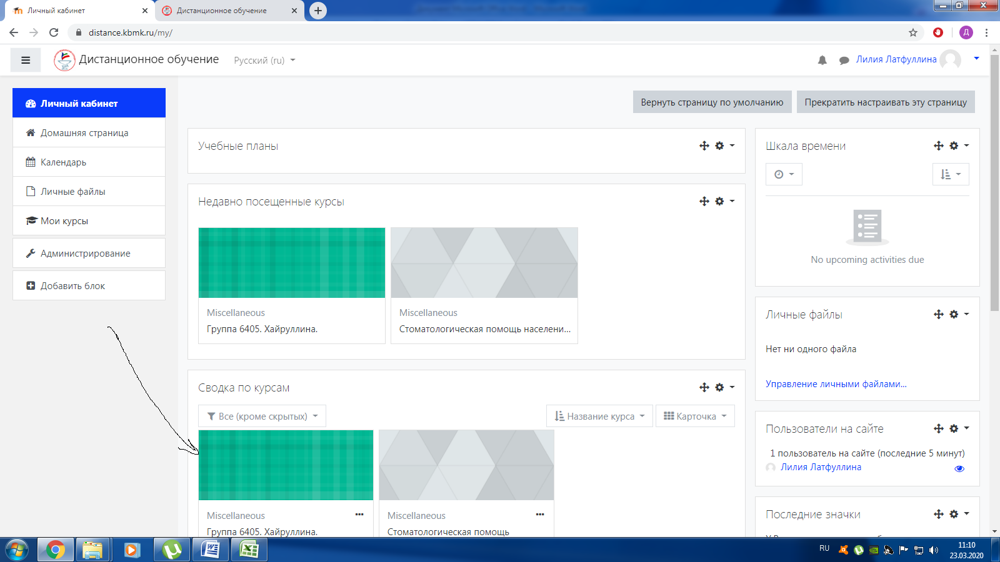 Личный кабинет
Дистанционное обучение
distance.kbmk.ru/my/
Д
Дистанционное обучение
Русский (ru)
Лилия Латфуллина
Личный кабинет
Домашняя страница
Календарь
Личные файлы
Мои курсы
Администрирование
Добавить блок
Вернуть страницу по умолчанию
Прекратить настраивать эту страницу
Учебные планы
Недавно посещенные курсы
Miscellaneous
Группа 6405. Хайруллина.
Miscellaneous
Стоматологическая помощь населени...
Сводка по курсам
Все (кроме скрытых)
Название курса
Карточка
Miscellaneous
Группа 6405. Хайруллина.
Miscellaneous
Стоматологическая помощь
Шкала времени
No upcoming activities due
Личные файлы
Нет ни одного файла
Управление личными файлами...
Пользователи на сайте
1 пользователь на сайте (последние 5 минут)
Лилия Латфуллина
Последние значки
RU
11:10
23.03.2020